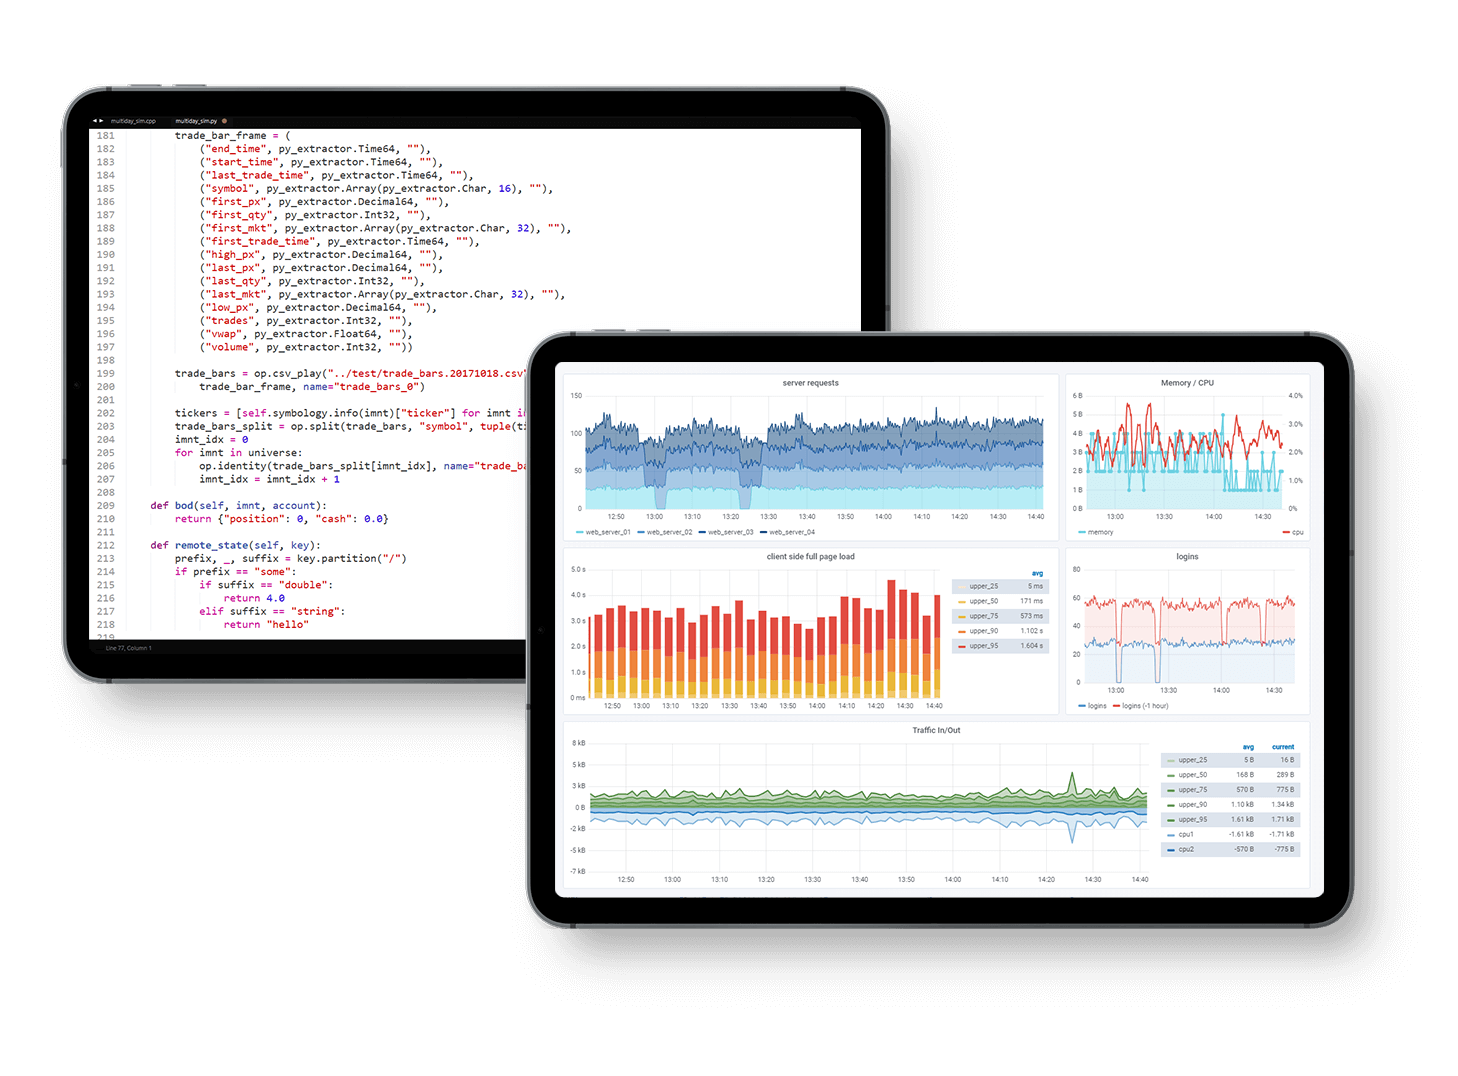 multiday_sim.cpp multiday_sim.py
181 trade_bar_frame = (
182 ("end_time", py_extractor.Time64, ""),
183 ("start_time", py_extractor.Time64, ""),
184 ("last_trade_time", py_extractor.Time64, ""),
185 ("symbol", py_extractor.Array(py_extractor.Char, 16), ""),
186 ("first_px", py_extractor.Decimal64, ""),
187 ("first_qty", py_extractor.Int32, ""),
188 ("first_mkt", py_extractor.Array(py_extractor.Char, 32), ""),
189 ("first_trade_time", py_extractor.Time64, ""),
190 ("high_px", py_extractor.Decimal64, ""),
191 ("last_px", py_extractor.Decimal64, ""),
192 ("last_qty", py_extractor.Int32, ""),
193 ("last_mkt", py_extractor.Array(py_extractor.Char, 32), ""),
194 ("low_px", py_extractor.Decimal64, ""),
195 ("trades", py_extractor.Int32, ""),
196 ("vwap", py_extractor.Float64, ""),
197 ("volume", py_extractor.Int32, ""))
198
199 trade_bars = op.csv_play("../test/trade_bars.20171018.csv"
200 trade_bar_frame, name="trade_bars_0")
201
202 tickers = [self.symbology.info(imnt)["ticker"] for imnt in
203 trade_bars_split = op.split(trade_bars, "symbol", tuple(ti
204 imnt_idx = 0
205 for imnt in universe:
206 op.identity(trade_bars_split[imnt_idx], name="trade_ba
207 imnt_idx = imnt_idx + 1
208
209 def bod(self, imnt, account):
210 return {"position": 0, "cash": 0.0}
211
212 def remote_state(self, key):
213 prefix, _, suffix = key.partition("/")
214 if prefix == "some":
215 if suffix == "double":
216 return 4.0
217 elif suffix == "string":
218 return "hello"
219
Line 77, Column 1
server requests
150
100
50
0
12:50 13:00 13:10 13:20 13:30 13:40 13:50 14:00 14:10 14:20 14:30 14:40
web_server_01 web_server_02 web_server_03 web_server_04
Memory / CPU
6 B 4.0%
5 B
4 B 3.0%
3 B 2.0%
2 B
1 B 1.0%
0 B 0%
13:00 13:30 14:00 14:30
memory cpu
client side full page load
5.0 s
4.0 s
3.0 s
2.0 s
1.0 s
0 ms
12:50 13:00 13:10 13:20 13:30 13:40 13:50 14:00 14:10 14:20 14:30 14:40
avg
upper_25 5 ms
upper_50 171 ms
upper_75 573 ms
upper_90 1.102 s
upper_95 1.604 s
logins
80
60
40
20
0
13:00 13:30 14:00 14:30
logins logins (-1 hour)
Traffic In/Out
8 kB
5 kB
3 kB
0 B
-2 kB
-5 kB
-7 kB
12:50 13:00 13:10 13:20 13:30 13:40 13:50 14:00 14:10 14:20 14:30 14:40
avg current
upper_25 5 B 16 B
upper_50 168 B 289 B
upper_75 570 B 775 B
upper_90 1.10 kB 1.34 kB
upper_95 1.61 kB 1.71 kB
cpu1 -1.61 kB -1.71 kB
cpu2 -570 B -775 B